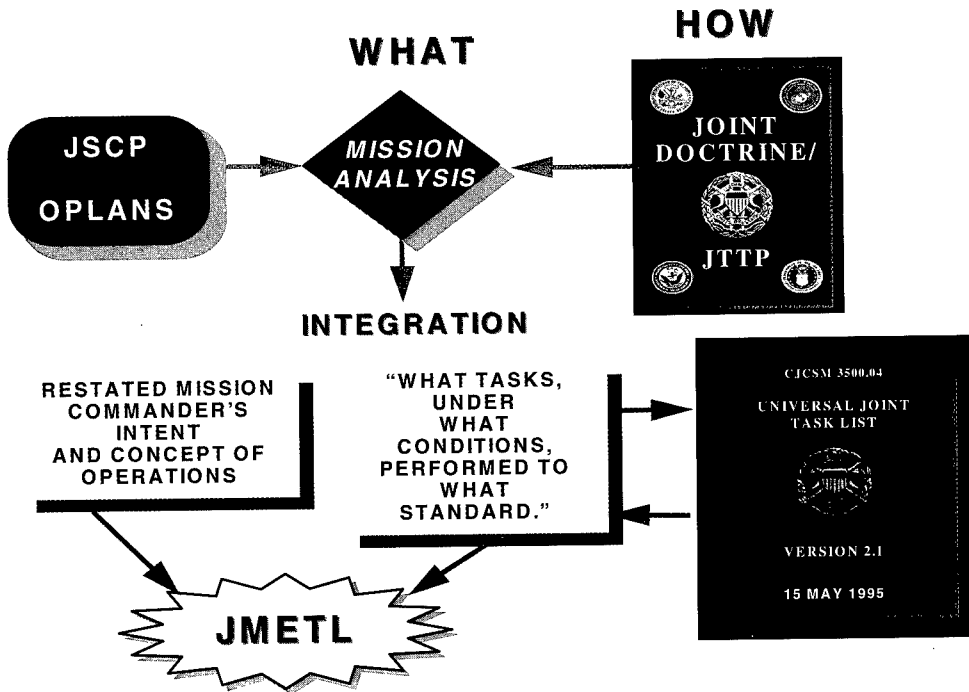 WHAT
HOW
JSCP
OPLANS
MISSION
ANALYSIS
JOINT
DOCTRINE/
JTTP
INTEGRATION
RESTATED MISSION
COMMANDER'S
INTENT
AND CONCEPT OF
OPERATIONS
“WHAT TASKS,
UNDER
WHAT
CONDITIONS,
PERFORMED TO
WHAT
STANDARD.”
CJCSM 3500.04
UNIVERSAL JOINT
TASK LIST
VERSION 2.1
15 MAY 1995
JMETL